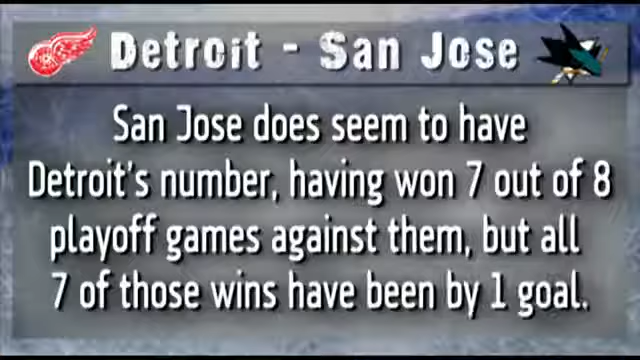 Detroit - San Jose
San Jose does seem to have
Detroit's number, having won 7 out of 8
playoff games against them, but all
7 of those wins have been by 1 goal.